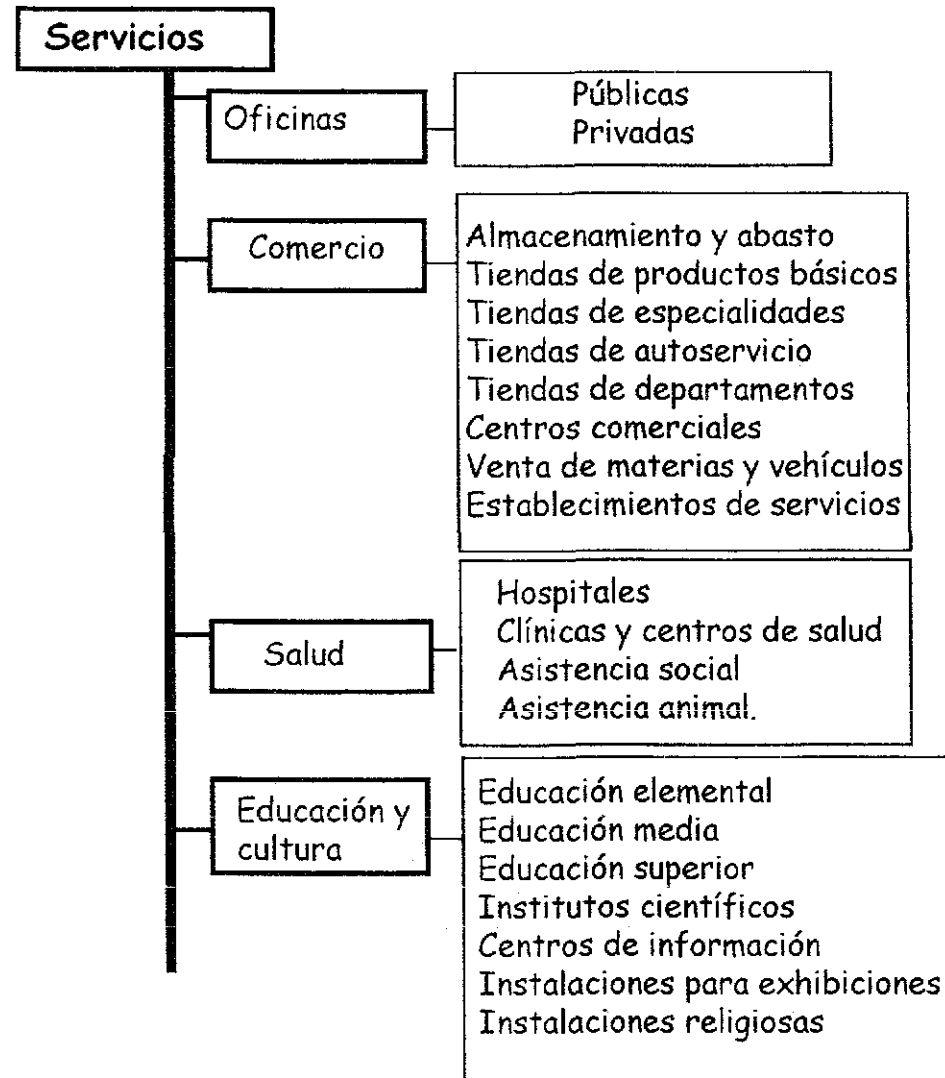 Servicios
Oficinas
Públicas
Privadas
Comercio
Almacenamiento y abasto
Tiendas de productos básicos
Tiendas de especialidades
Tiendas de autoservicio
Tiendas de departamentos
Centros comerciales
Venta de materias y vehículos
Establecimientos de servicios
Salud
Hospitales
Clínicas y centros de salud
Asistencia social
Asistencia animal.
Educación y
cultura
Educación elemental
Educación media
Educación superior
Institutos científicos
Centros de información
Instalaciones para exhibiciones
Instalaciones religiosas